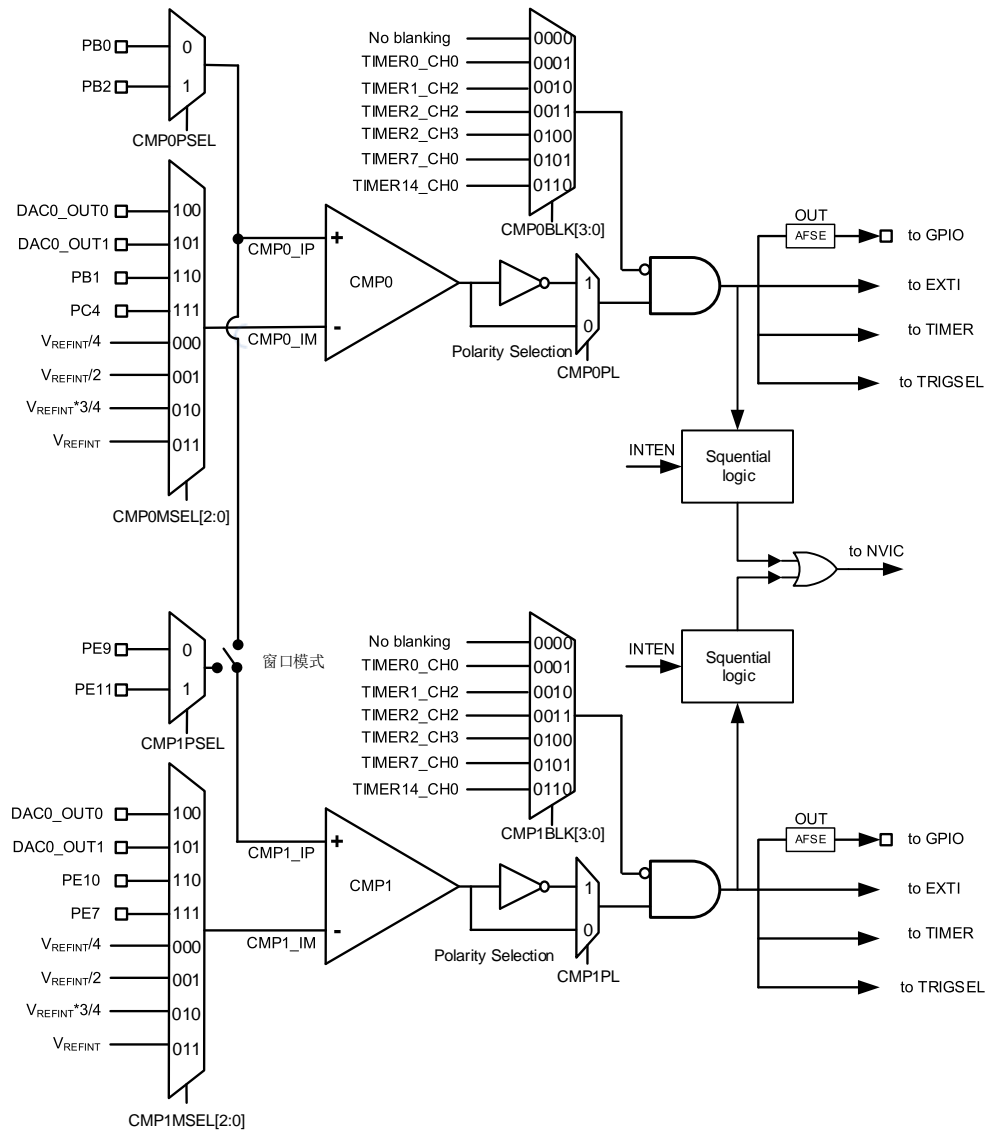 PB0
0
PB2
1
CMP0PSEL
DAC0_OUT0
100
DAC0_OUT1
101
PB1
110
PC4
111
VREFINT/4
000
VREFINT/2
001
VREFINT*3/4
010
VREFINT
011
CMP0MSEL[2:0]
No blanking
0000
TIMER0_CH0
0001
TIMER1_CH2
0010
TIMER2_CH2
0011
TIMER2_CH3
0100
TIMER7_CH0
0101
TIMER14_CH0
0110
CMP0BLK[3:0]
+
CMP0_IP
CMP0
-
CMP0_IM
1
0
Polarity Selection
CMP0PL
OUT
AFSE
to GPIO
to EXTI
to TIMER
to TRIGSEL
INTEN
Squential
logic
to NVIC
INTEN
Squential
logic
PE9
0
PE11
1
CMP1PSEL
窗口模式
DAC0_OUT0
100
DAC0_OUT1
101
PE10
110
PE7
111
VREFINT/4
000
VREFINT/2
001
VREFINT*3/4
010
VREFINT
011
CMP1MSEL[2:0]
No blanking
0000
TIMER0_CH0
0001
TIMER1_CH2
0010
TIMER2_CH2
0011
TIMER2_CH3
0100
TIMER7_CH0
0101
TIMER14_CH0
0110
CMP1BLK[3:0]
+
CMP1_IP
CMP1
-
CMP1_IM
1
0
Polarity Selection
CMP1PL
OUT
AFSE
to GPIO
to EXTI
to TIMER
to TRIGSEL